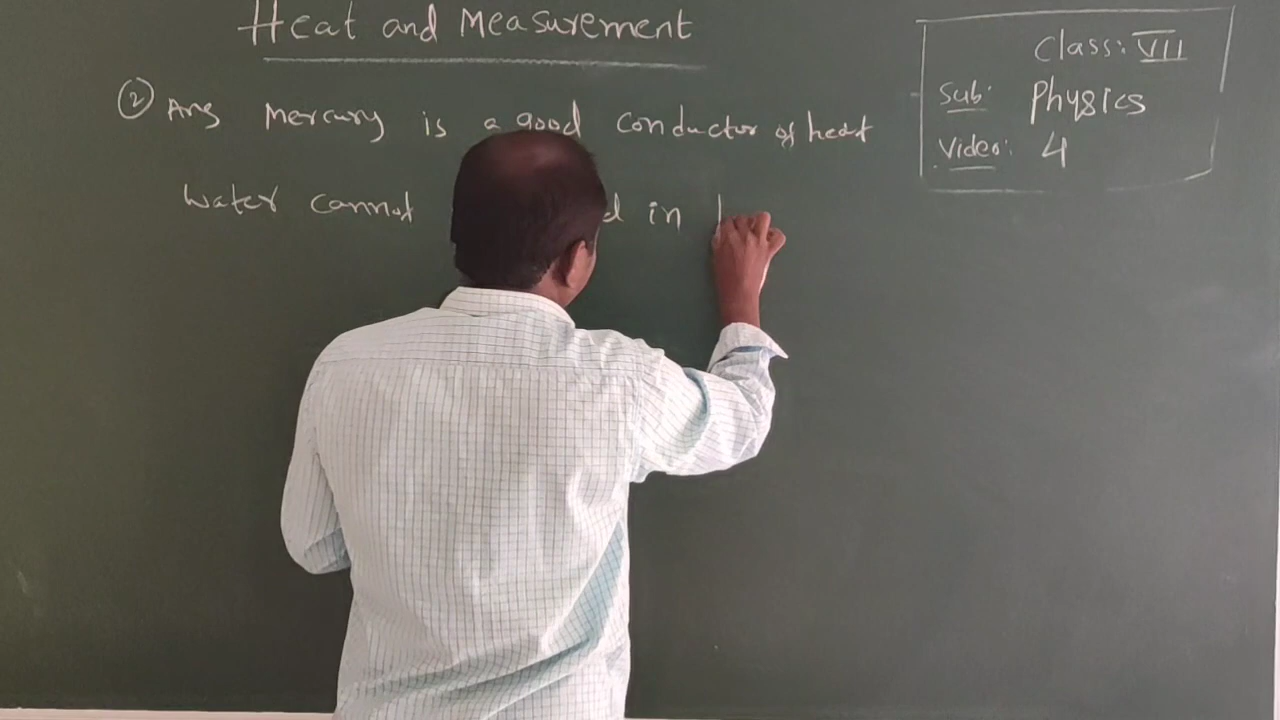 Heat and Measurement
Class: VII
Sub: Physics
Video: 4
② Ans Mercury is a good conductor of heat
Water cannot in